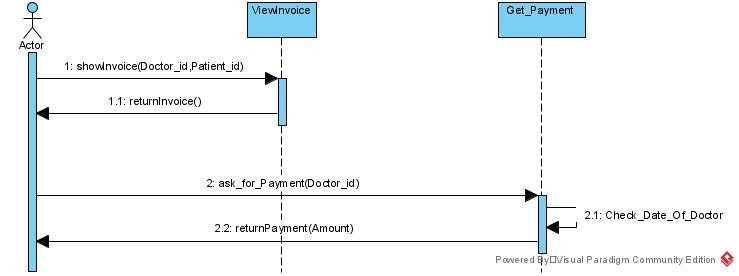 ViewInvoice
Get_Payment
Actor
1: showInvoice(Doctor_id,Patient_id)
1.1: returnInvoice()
2: ask_for_Payment(Doctor_id)
2.1: Check_Date_Of_Doctor
2.2: returnPayment(Amount)
Powered By□Visual Paradigm Community Edition